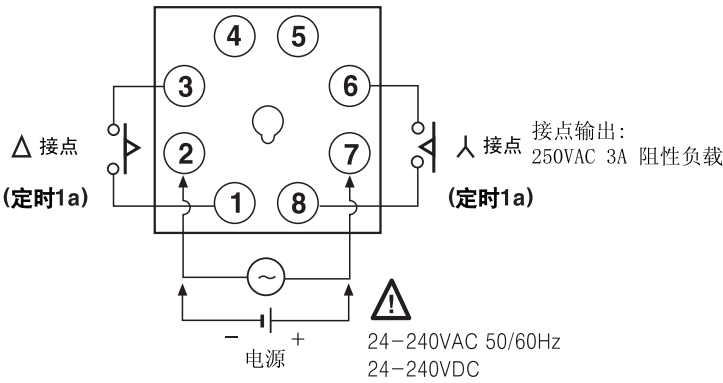 4 5
3 6
2 7
1 8
△ 接点
(定时1a)
人 接点
(定时1a)
接点输出:
250VAC 3A 阻性负载
− +
电源
!
24−240VAC 50/60Hz
24−240VDC